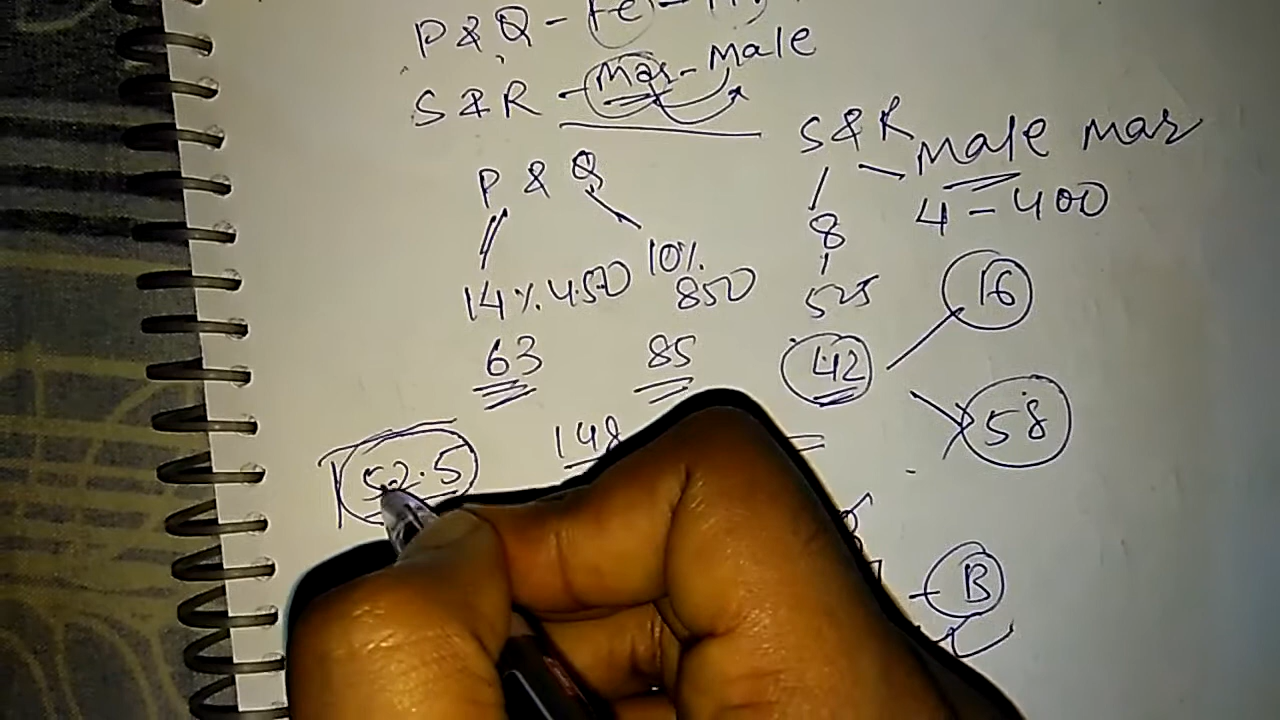 P & Q - Fe -
S & R - Mar - Male
S & R Male Mar
P & Q
8
4 - 400
14%. 450
10%.
850
525
16
63
85
42
58
52.5
148
B